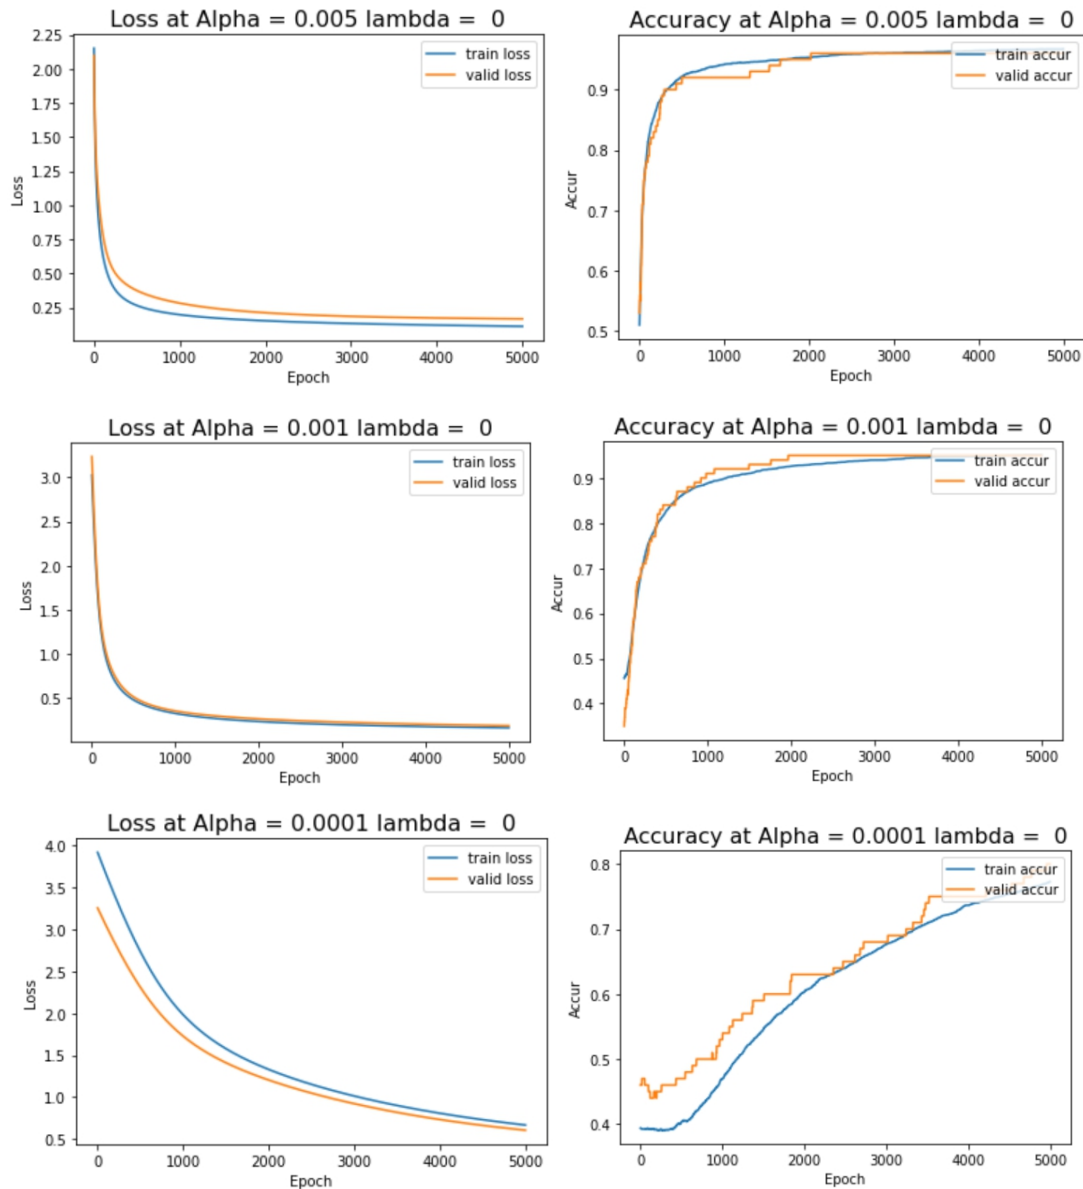 Loss at Alpha = 0.005 lambda =  0
2.25
2.00
1.75
1.50
1.25
1.00
0.75
0.50
0.25
Loss
train loss
valid loss
0 1000 2000 3000 4000 5000
Epoch
Accuracy at Alpha = 0.005 lambda =  0
0.9
0.8
0.7
0.6
0.5
Accur
train accur
valid accur
0 1000 2000 3000 4000 5000
Epoch
Loss at Alpha = 0.001 lambda =  0
3.0
2.5
2.0
1.5
1.0
0.5
Loss
train loss
valid loss
0 1000 2000 3000 4000 5000
Epoch
Accuracy at Alpha = 0.001 lambda =  0
0.9
0.8
0.7
0.6
0.5
0.4
Accur
train accur
valid accur
0 1000 2000 3000 4000 5000
Epoch
Loss at Alpha = 0.0001 lambda =  0
4.0
3.5
3.0
2.5
2.0
1.5
1.0
0.5
Loss
train loss
valid loss
0 1000 2000 3000 4000 5000
Epoch
Accuracy at Alpha = 0.0001 lambda =  0
0.8
0.7
0.6
0.5
0.4
Accur
train accur
valid accur
0 1000 2000 3000 4000 5000
Epoch